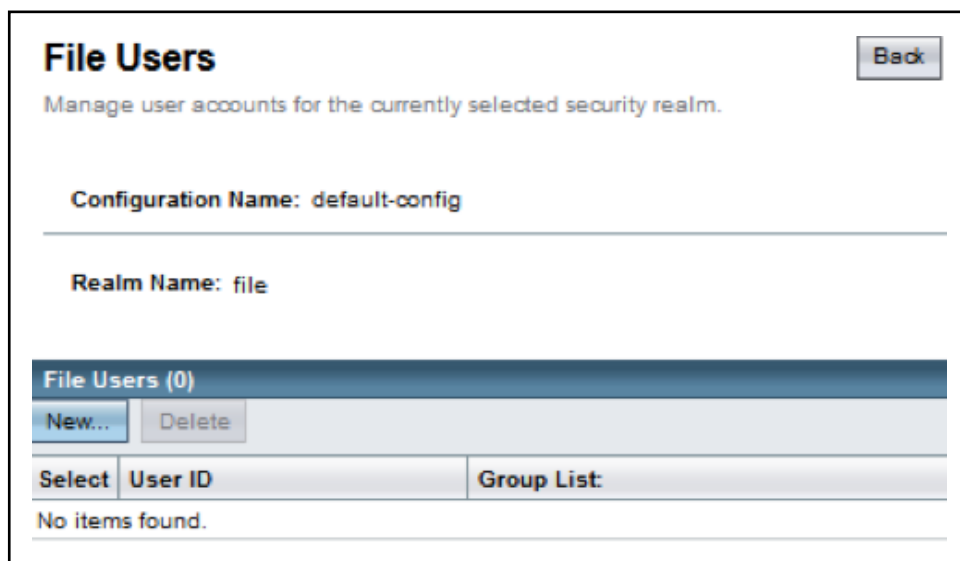 File Users
Back
Manage user accounts for the currently selected security realm.
Configuration Name: default-config
Realm Name: file
File Users (0)
New... Delete
Select User ID Group List:
No items found.